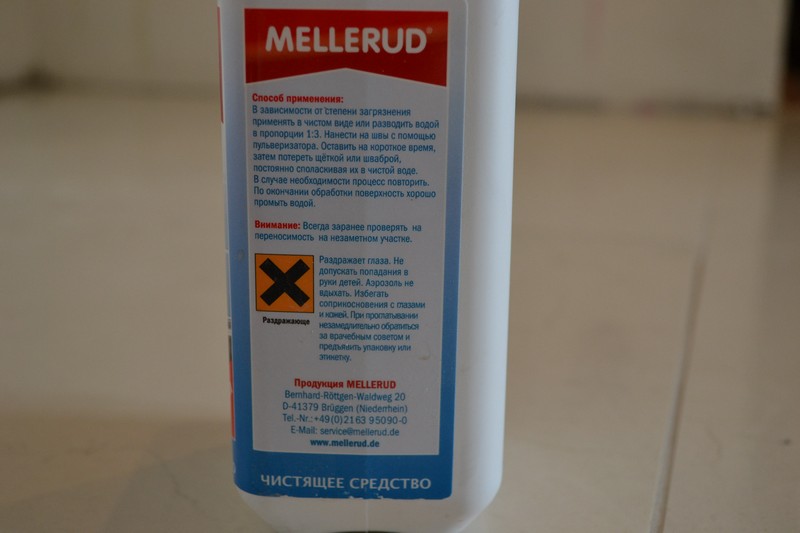 MELLERUD®
Способ применения:
В зависимости от степени загрязнения
применять в чистом виде или разводить водой
в пропорции 1:3. Нанести на швы с помощью
пульверизатора. Оставить на короткое время,
затем потереть щёткой или шваброй,
постоянно споласкивая их в чистой воде.
В случае необходимости процесс повторить.
По окончании обработки поверхность хорошо
промыть водой.
Внимание: Всегда заранее проверять на
переносимость на незаметном участке.
Раздражает глаза. Не
допускать попадания в
руки детей. Аэрозоль не
вдыхать. Избегать
соприкосновения с глазами
и кожей. При проглатывании
незамедлительно обратиться
за врачебным советом и
предъявить упаковку или
этикетку.
Раздражающе
Продукция MELLERUD
Bernhard-Röttgen-Waldweg 20
D-41379 Brüggen (Niederrhein)
Tel.-Nr.:+49(0)2163 95090-0
E-Mail: service@mellerud.de
www.mellerud.de
ЧИСТЯЩЕЕ СРЕДСТВО